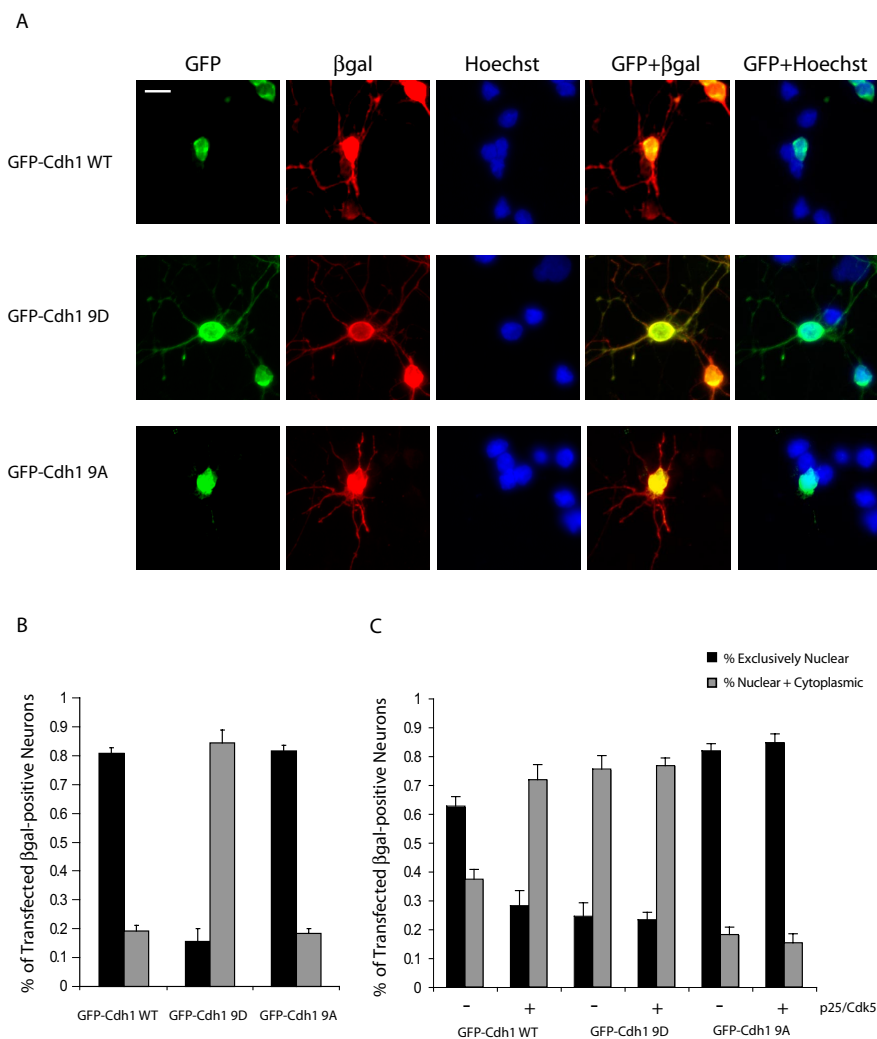 A
GFP βgal Hoechst GFP+βgal GFP+Hoechst
GFP-Cdh1 WT
GFP-Cdh1 9D
GFP-Cdh1 9A
B
C
% Exclusively Nuclear
% Nuclear + Cytoplasmic
% of Transfected βgal-positive Neurons
1
0.9
0.8
0.7
0.6
0.5
0.4
0.3
0.2
0.1
0
GFP-Cdh1 WT GFP-Cdh1 9D GFP-Cdh1 9A
% of Transfected βgal-positive Neurons
1
0.9
0.8
0.7
0.6
0.5
0.4
0.3
0.2
0.1
0
- + - + - + p25/Cdk5
GFP-Cdh1 WT GFP-Cdh1 9D GFP-Cdh1 9A